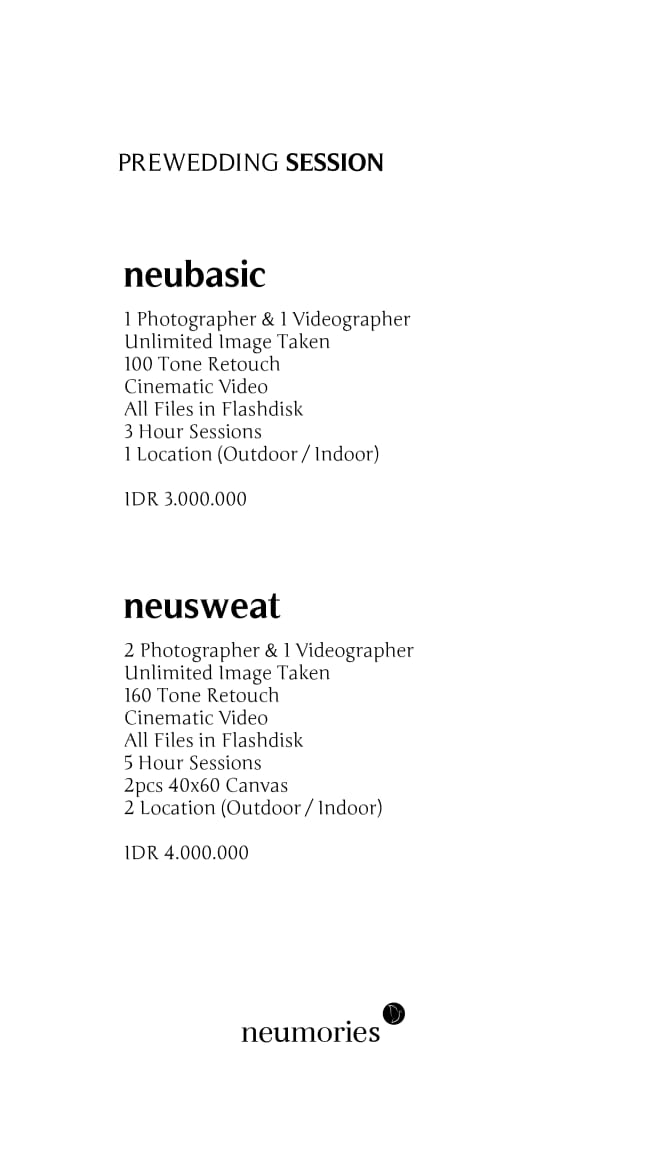 PREWEDDING SESSION
neubasic
1 Photographer & 1 Videographer
Unlimited Image Taken
100 Tone Retouch
Cinematic Video
All Files in Flashdisk
3 Hour Sessions
1 Location (Outdoor / Indoor)
IDR 3.000.000
neusweat
2 Photographer & 1 Videographer
Unlimited Image Taken
160 Tone Retouch
Cinematic Video
All Files in Flashdisk
5 Hour Sessions
2pcs 40x60 Canvas
2 Location (Outdoor / Indoor)
IDR 4.000.000
neumories